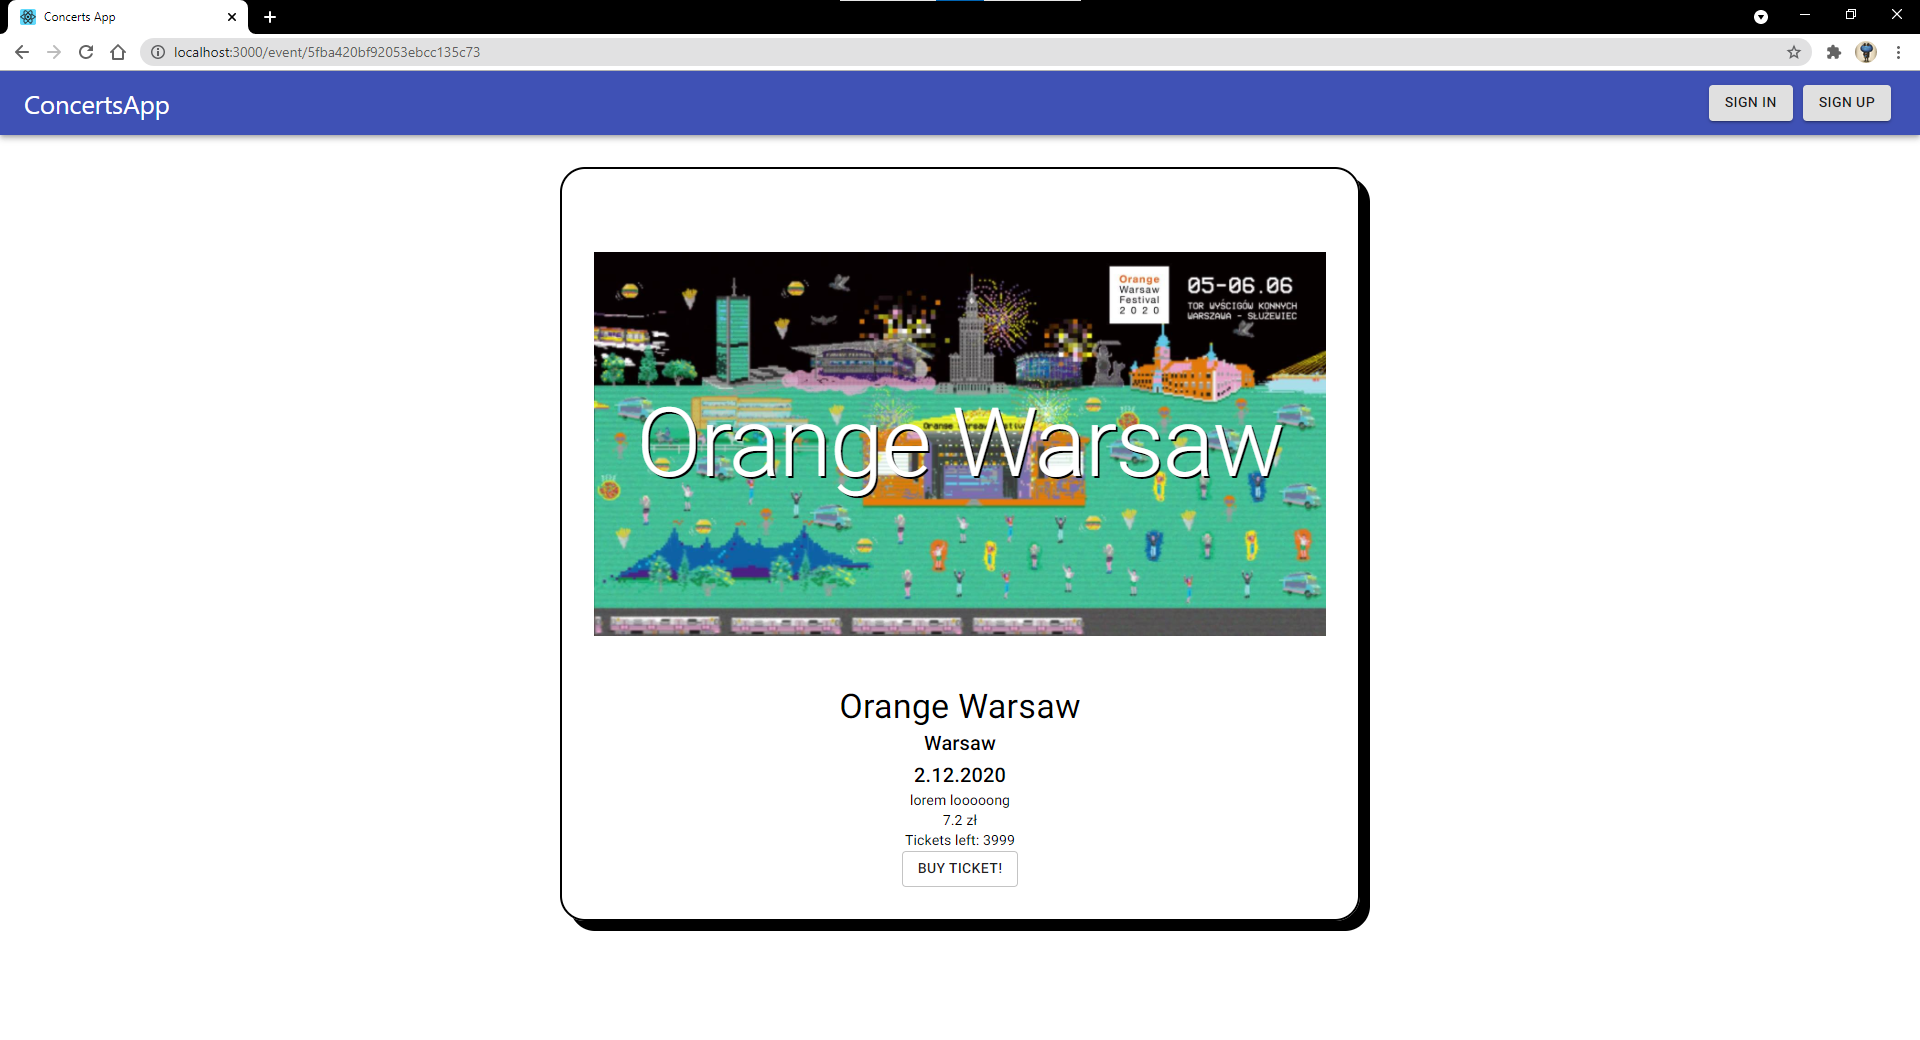 Concerts App
localhost:3000/event/5fba420bf92053ebcc135c73
ConcertsApp
SIGN IN
SIGN UP
Orange
Warsaw
Festival
2020
05-06.06
TOR WYŚCIGÓW KONNYCH
WARSZAWA - SŁUŻEWIEC
Orange Warsaw
Orange Warsaw
Warsaw
2.12.2020
lorem looooong
7.2 zł
Tickets left: 3999
BUY TICKET!